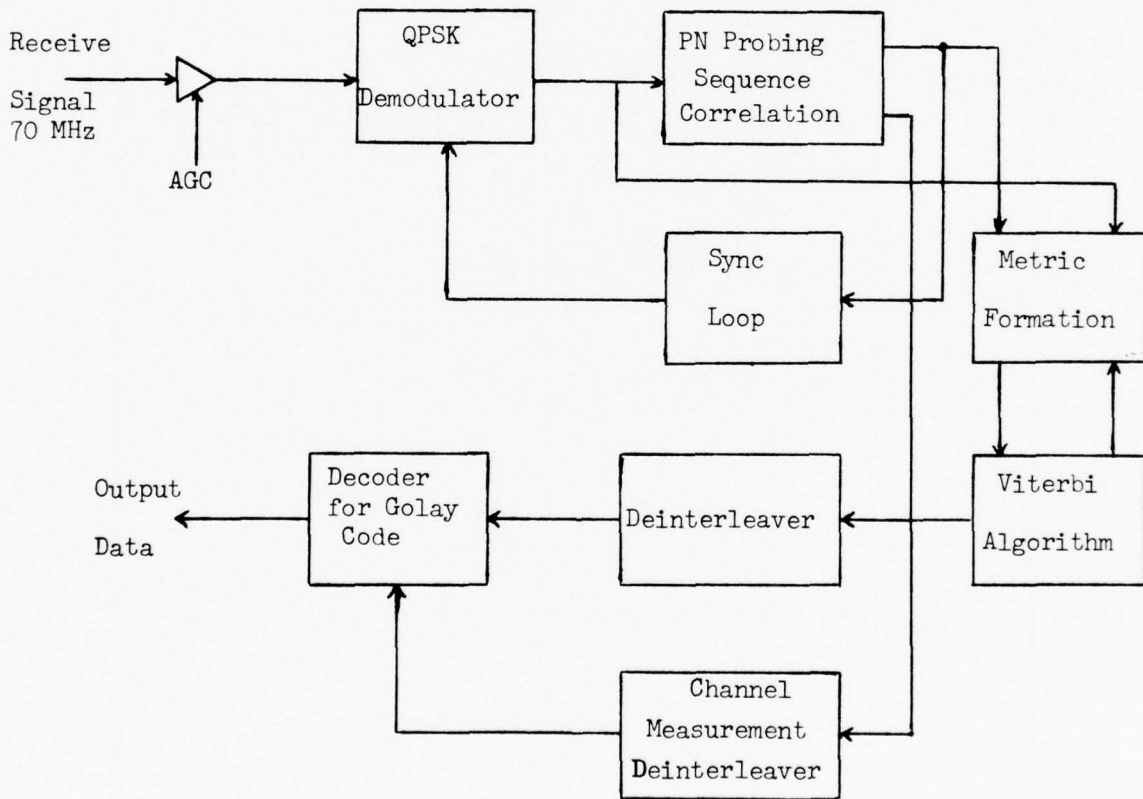 Receive
Signal
70 MHz
AGC
QPSK
Demodulator
PN Probing
Sequence
Correlation
Sync
Loop
Metric
Formation
Output
Data
Decoder
for Golay
Code
Deinterleaver
Viterbi
Algorithm
Channel
Measurement
Deinterleaver